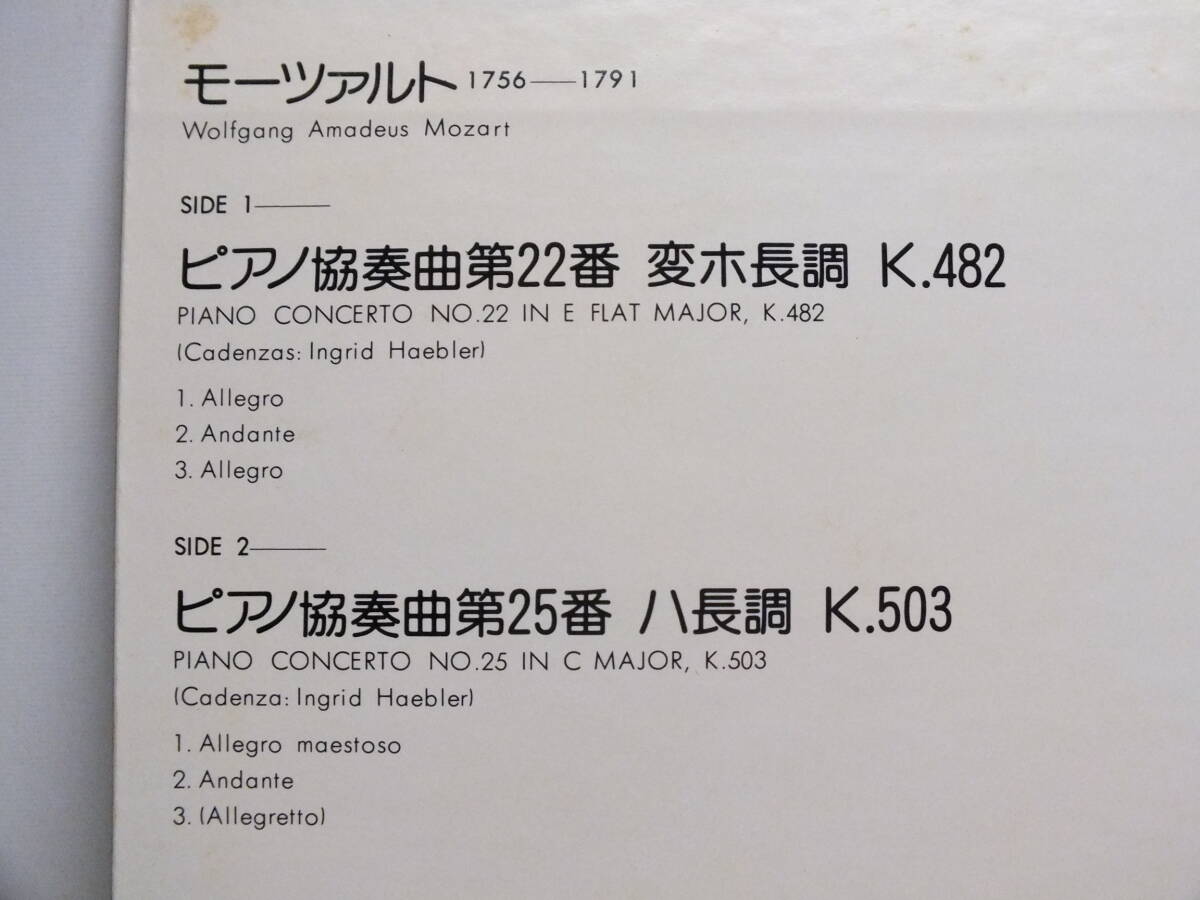 モーツァルト 1756—1791
Wolfgang Amadeus Mozart
SIDE 1—
ピアノ協奏曲第22番 変ホ長調 K.482
PIANO CONCERTO NO.22 IN E FLAT MAJOR, K.482
(Cadenzas: Ingrid Haebler)
1. Allegro
2. Andante
3. Allegro
SIDE 2—
ピアノ協奏曲第25番 ハ長調 K.503
PIANO CONCERTO NO.25 IN C MAJOR, K.503
(Cadenza: Ingrid Haebler)
1. Allegro maestoso
2. Andante
3. (Allegretto)